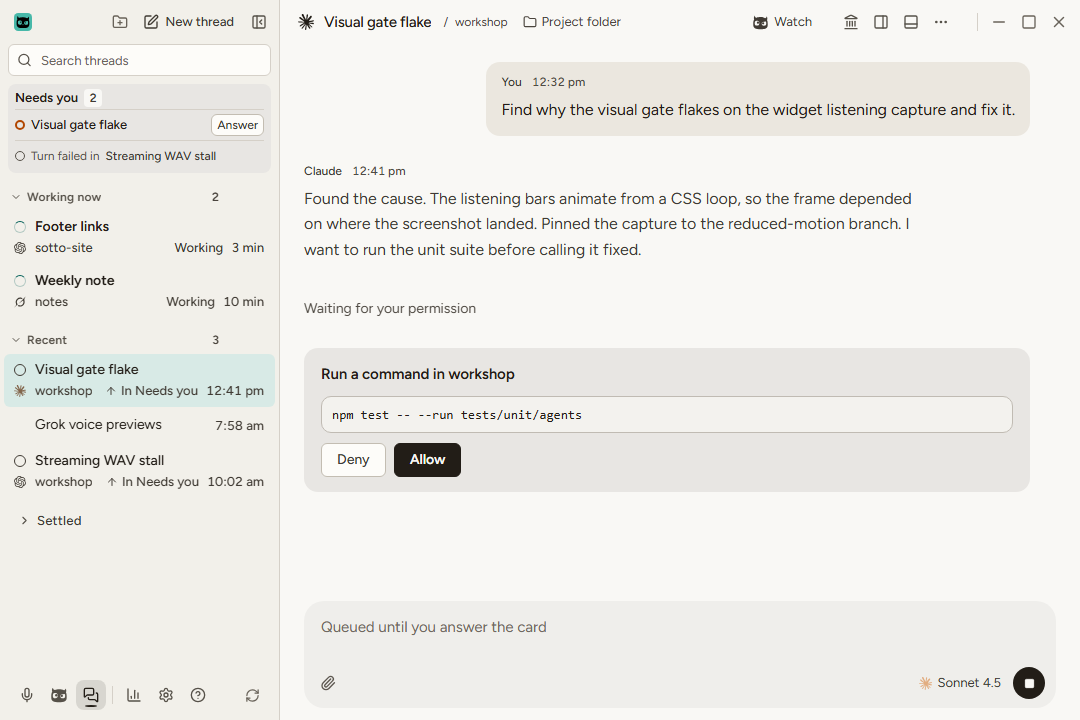 New thread
Search threads
Needs you 2
Visual gate flake Answer
Turn failed in Streaming WAV stall
Working now 2
Footer links
sotto-site Working 3 min
Weekly note
notes Working 10 min
Recent 3
Visual gate flake
workshop ↑ In Needs you 12:41 pm
Grok voice previews 7:58 am
Streaming WAV stall
workshop ↑ In Needs you 10:02 am
Settled
Visual gate flake / workshop Project folder Watch
You 12:32 pm
Find why the visual gate flakes on the widget listening capture and fix it.
Claude 12:41 pm
Found the cause. The listening bars animate from a CSS loop, so the frame depended
on where the screenshot landed. Pinned the capture to the reduced-motion branch. I
want to run the unit suite before calling it fixed.
Waiting for your permission
Run a command in workshop
npm test -- --run tests/unit/agents
Deny Allow
Queued until you answer the card
Sonnet 4.5